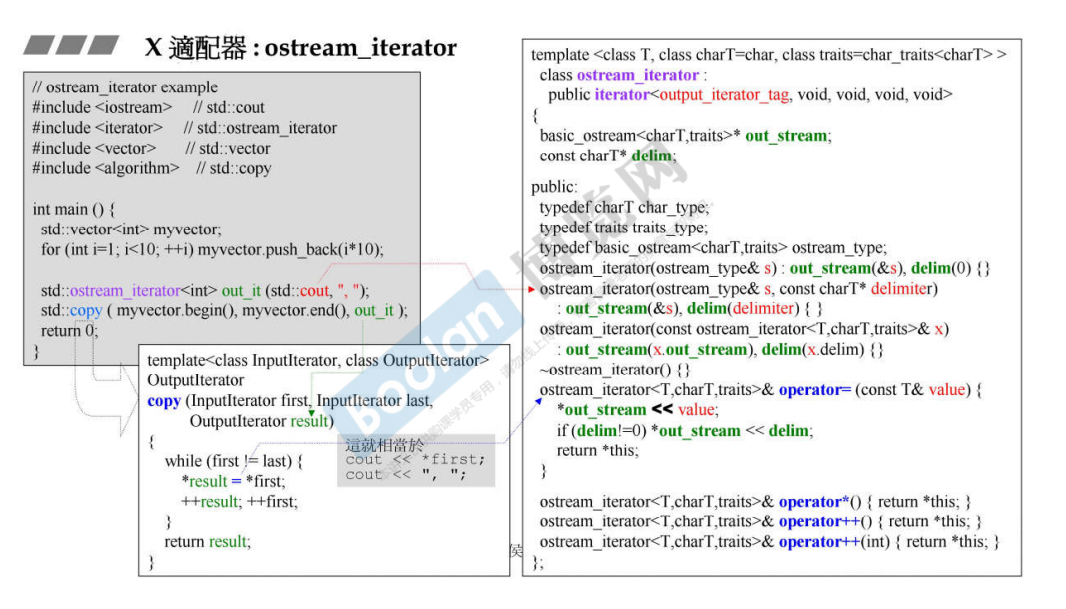 X 適配器 : ostream_iterator
// ostream_iterator example
#include <iostream> // std::cout
#include <iterator> // std::ostream_iterator
#include <vector> // std::vector
#include <algorithm> // std::copy
int main () {
std::vector<int> myvector;
for (int i=1; i<10; ++i) myvector.push_back(i*10);
std::ostream_iterator<int> out_it (std::cout, ", ");
std::copy ( myvector.begin(), myvector.end(), out_it );
return 0;
}
template<class InputIterator, class OutputIterator>
OutputIterator
copy (InputIterator first, InputIterator last,
OutputIterator result)
{
while (first != last) {
*result = *first;
++result; ++first;
}
return result;
}
這就相當於
cout << *first;
cout << ", ";
template <class T, class charT=char, class traits=char_traits<charT> >
class ostream_iterator :
public iterator<output_iterator_tag, void, void, void, void>
{
basic_ostream<charT,traits>* out_stream;
const charT* delim;
public:
typedef charT char_type;
typedef traits traits_type;
typedef basic_ostream<charT,traits> ostream_type;
ostream_iterator(ostream_type& s) : out_stream(&s), delim(0) {}
ostream_iterator(ostream_type& s, const charT* delimiter)
: out_stream(&s), delim(delimiter) { }
ostream_iterator(const ostream_iterator<T,charT,traits>& x)
: out_stream(x.out_stream), delim(x.delim) {}
~ostream_iterator() {}
ostream_iterator<T,charT,traits>& operator= (const T& value) {
*out_stream << value;
if (delim!=0) *out_stream << delim;
return *this;
}
ostream_iterator<T,charT,traits>& operator*() { return *this; }
ostream_iterator<T,charT,traits>& operator++() { return *this; }
ostream_iterator<T,charT,traits>& operator++(int) { return *this; }
};
侯
boolan
博览网